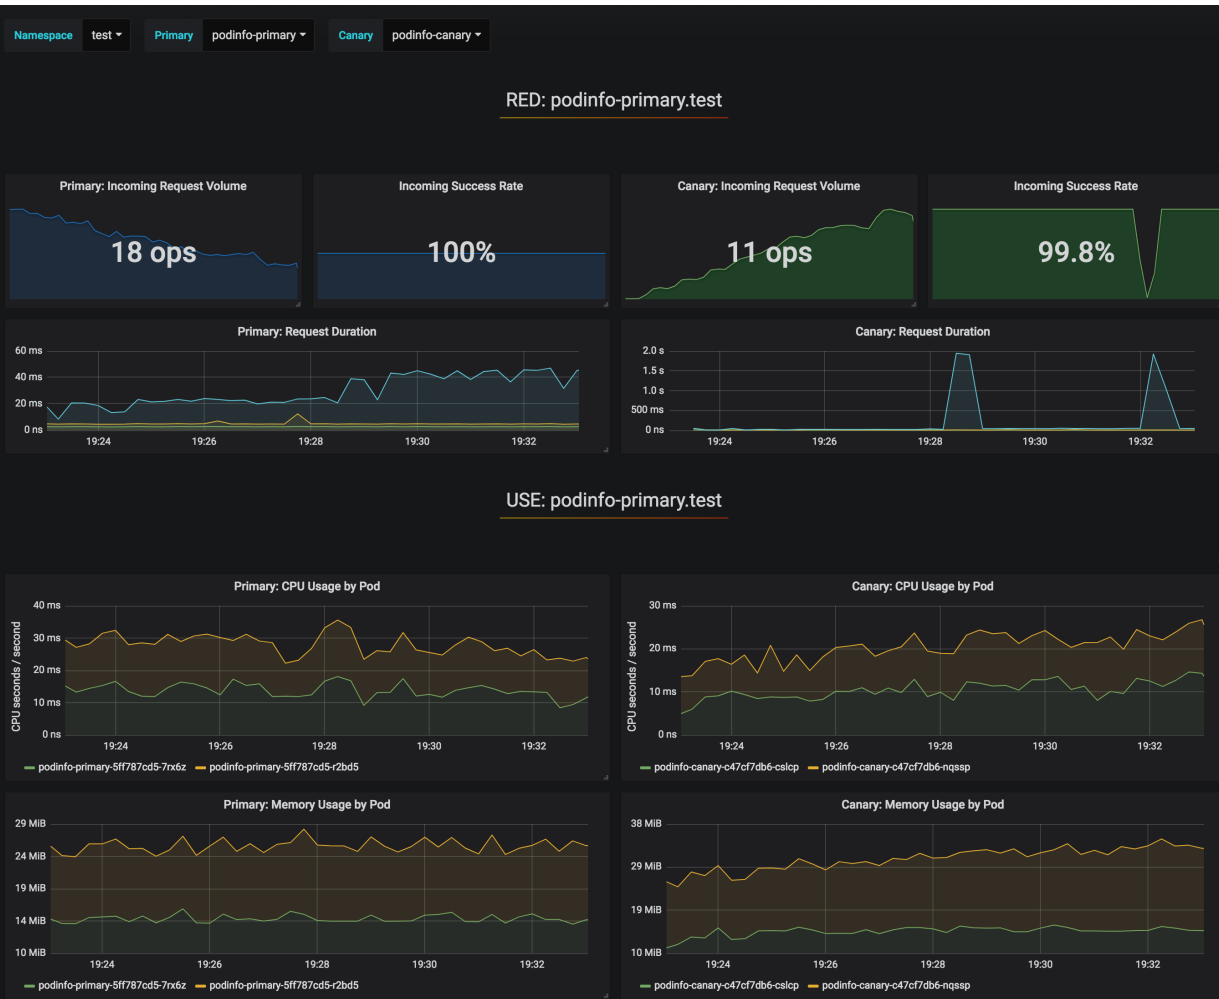 Namespace test Primary podinfo-primary Canary podinfo-canary
RED: podinfo-primary.test
Primary: Incoming Request Volume
18 ops
Incoming Success Rate
100%
Canary: Incoming Request Volume
11 ops
Incoming Success Rate
99.8%
Primary: Request Duration
60 ms
40 ms
20 ms
0 ns
19:24 19:26 19:28 19:30 19:32
Canary: Request Duration
2.0 s
1.5 s
1.0 s
500 ms
0 ns
19:24 19:26 19:28 19:30 19:32
USE: podinfo-primary.test
Primary: CPU Usage by Pod
CPU seconds / second
40 ms
30 ms
20 ms
10 ms
0 ns
19:24 19:26 19:28 19:30 19:32
podinfo-primary-5ff787cd5-7rx6z podinfo-primary-5ff787cd5-r2bd5
Canary: CPU Usage by Pod
CPU seconds / second
30 ms
20 ms
10 ms
0 ns
19:24 19:26 19:28 19:30 19:32
podinfo-canary-c47cf7db6-cslcp podinfo-canary-c47cf7db6-nqssp
Primary: Memory Usage by Pod
29 MiB
24 MiB
19 MiB
14 MiB
10 MiB
19:24 19:26 19:28 19:30 19:32
podinfo-primary-5ff787cd5-7rx6z podinfo-primary-5ff787cd5-r2bd5
Canary: Memory Usage by Pod
38 MiB
29 MiB
19 MiB
10 MiB
19:24 19:26 19:28 19:30 19:32
podinfo-canary-c47cf7db6-cslcp podinfo-canary-c47cf7db6-nqssp